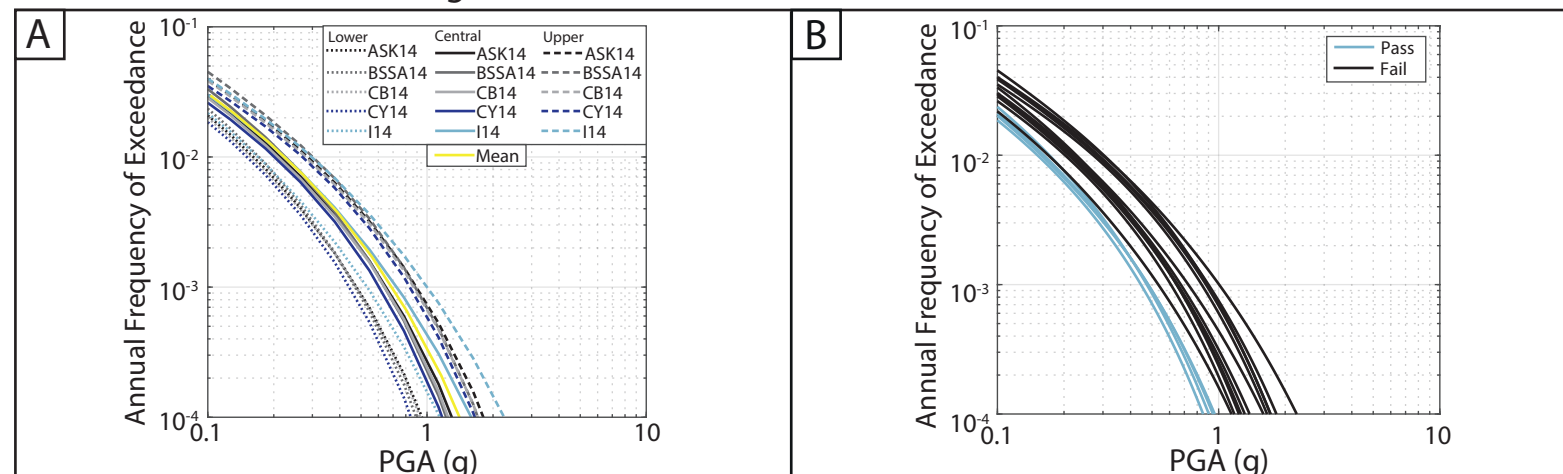 A
Annual Frequency of Exceedance
10-1
10-2
10-3
10-4
0.1
1
10
PGA (g)
Lower Central Upper
ASK14 ASK14 ASK14
BSSA14 BSSA14 BSSA14
CB14 CB14 CB14
CY14 CY14 CY14
I14 I14 I14
Mean
B
Annual Frequency of Exceedance
10-1
10-2
10-3
10-4
0.1
1
10
PGA (g)
Pass
Fail